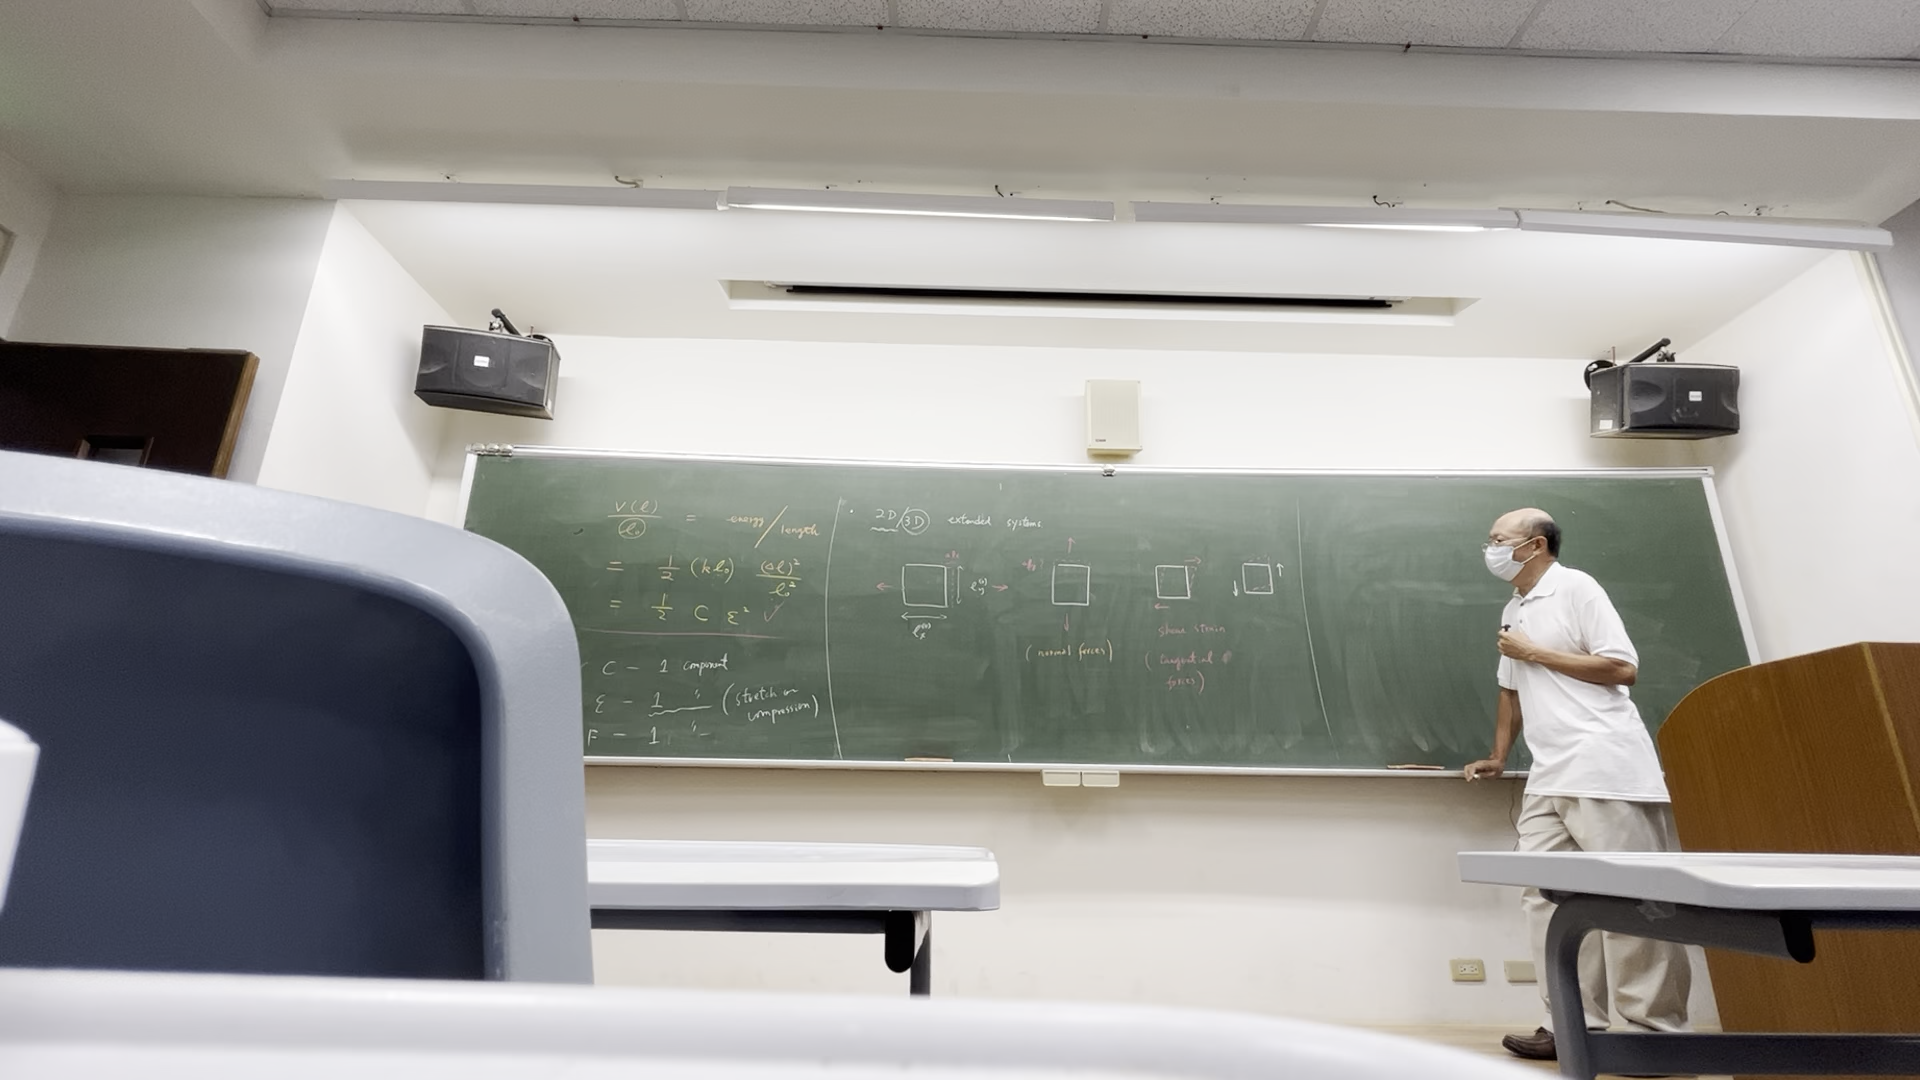 V(l)/l₀ = energy/length
= 1/2 (kl₀) (Δl)²/l₀²
= 1/2 C ε² ✓
C - 1 component
ε - 1 " (stretch or
compression)
F - 1 "
· 2D/3D extended systems
(normal forces)
shear strain
(tangential
forces)